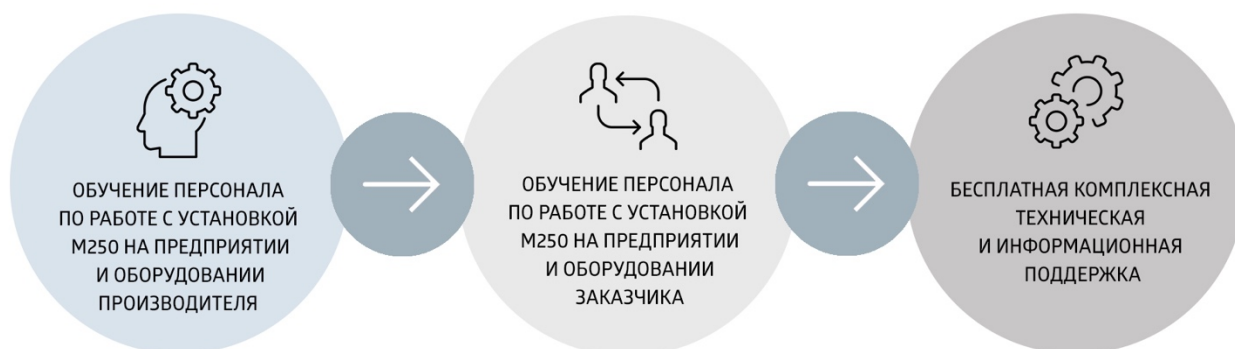 ОБУЧЕНИЕ ПЕРСОНАЛА
ПО РАБОТЕ С УСТАНОВКОЙ
М250 НА ПРЕДПРИЯТИИ
И ОБОРУДОВАНИИ
ПРОИЗВОДИТЕЛЯ
ОБУЧЕНИЕ ПЕРСОНАЛА
ПО РАБОТЕ С УСТАНОВКОЙ
М250 НА ПРЕДПРИЯТИИ
И ОБОРУДОВАНИИ
ЗАКАЗЧИКА
БЕСПЛАТНАЯ КОМПЛЕКСНАЯ
ТЕХНИЧЕСКАЯ
И ИНФОРМАЦИОННАЯ
ПОДДЕРЖКА